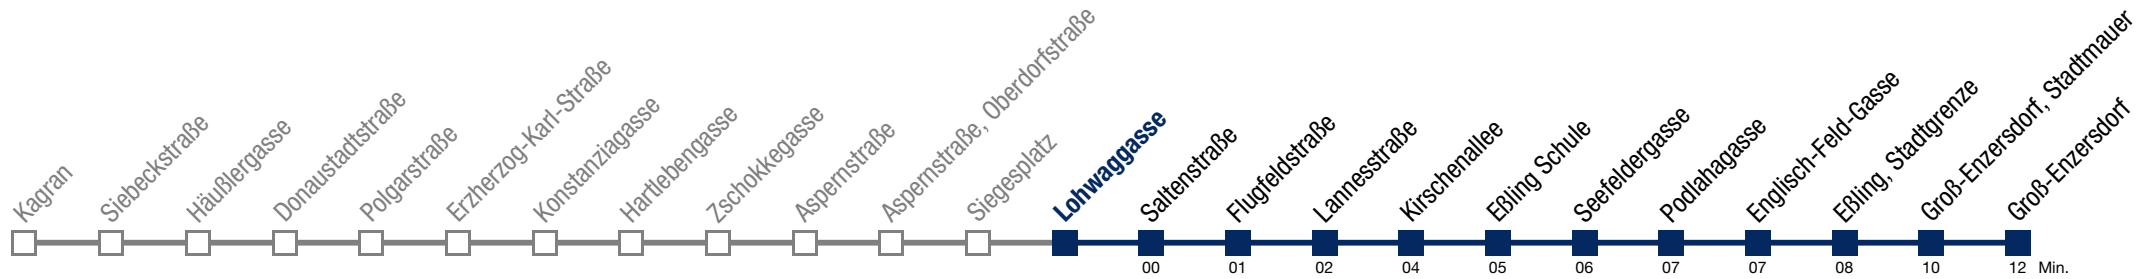 Kagran
Siebeckstraße
Häußlergasse
Donaustadtstraße
Polgarstraße
Erzherzog-Karl-Straße
Konstanziagasse
Hartlebengasse
Zschokkegasse
Aspernstraße
Aspernstraße, Oberdorfstraße
Siegesplatz
Lohwaggasse
Saltenstraße
Flugfeldstraße
Lannesstraße
Kirschenallee
Eßling Schule
Seefeldergasse
Podlahagasse
Englisch-Feld-Gasse
Eßling, Stadtgrenze
Groß-Enzersdorf, Stadtmauer
Groß-Enzersdorf
00 01 02 04 05 06 07 07 08 10 12 Min.